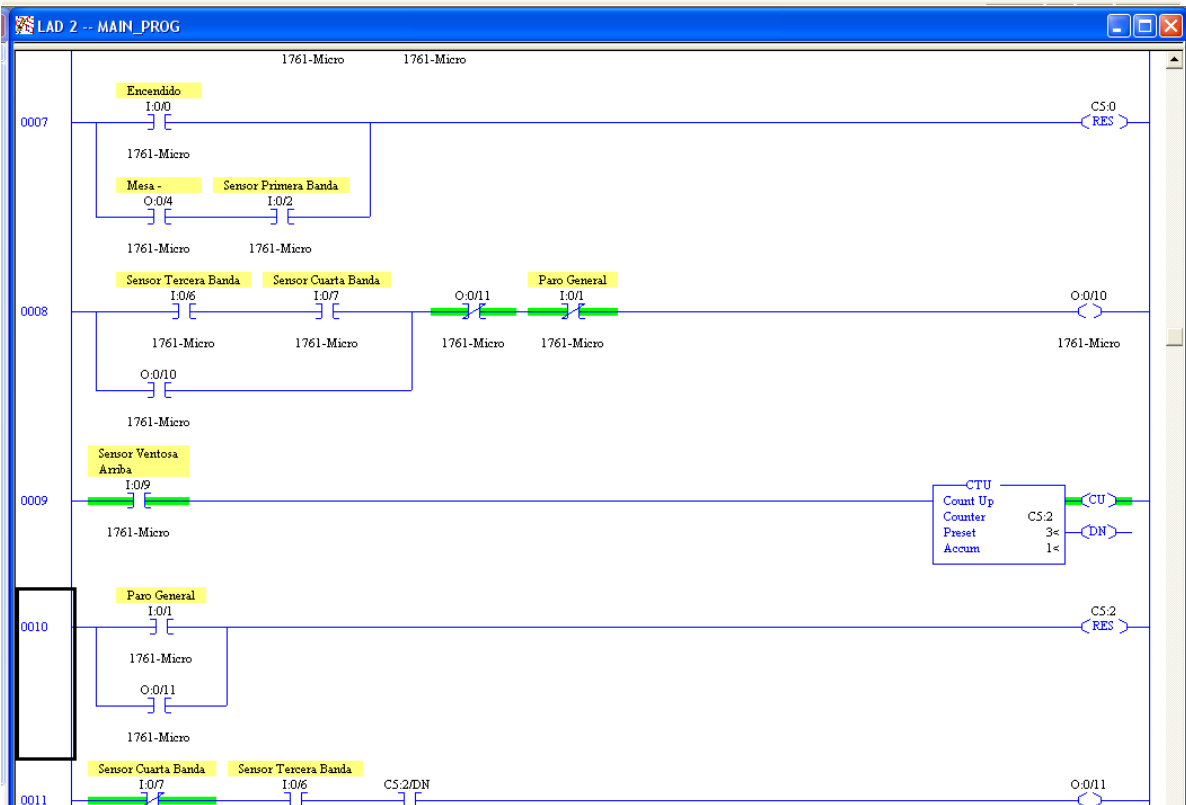 LAD 2 -- MAIN_PROG
1761-Micro 1761-Micro
Encendido
I:0/0 C5:0
0007 RES
1761-Micro
Mesa - Sensor Primera Banda
O:0/4 I:0/2
1761-Micro 1761-Micro
Sensor Tercera Banda Sensor Cuarta Banda Paro General
I:0/6 I:0/7 O:0/11 I:0/1 O:0/10
0008
1761-Micro 1761-Micro 1761-Micro 1761-Micro 1761-Micro
O:0/10
1761-Micro
Sensor Ventosa
Arriba
I:0/9 CTU
0009 Count Up CU
1761-Micro Counter C5:2
Preset 3< DN
Accum 1<
Paro General
I:0/1 C5:2
0010 RES
1761-Micro
O:0/11
1761-Micro
Sensor Cuarta Banda Sensor Tercera Banda
I:0/7 I:0/6 C5:2/DN O:0/11
0011